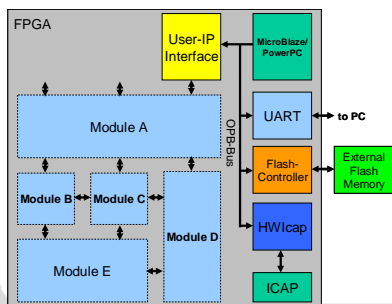 FPGA
User-IP
Interface
MicroBlaze/
PowerPC
Module A
OPB-Bus
UART
to PC
Flash-
Controller
External
Flash
Memory
Module B
Module C
Module D
HWIcap
Module E
ICAP